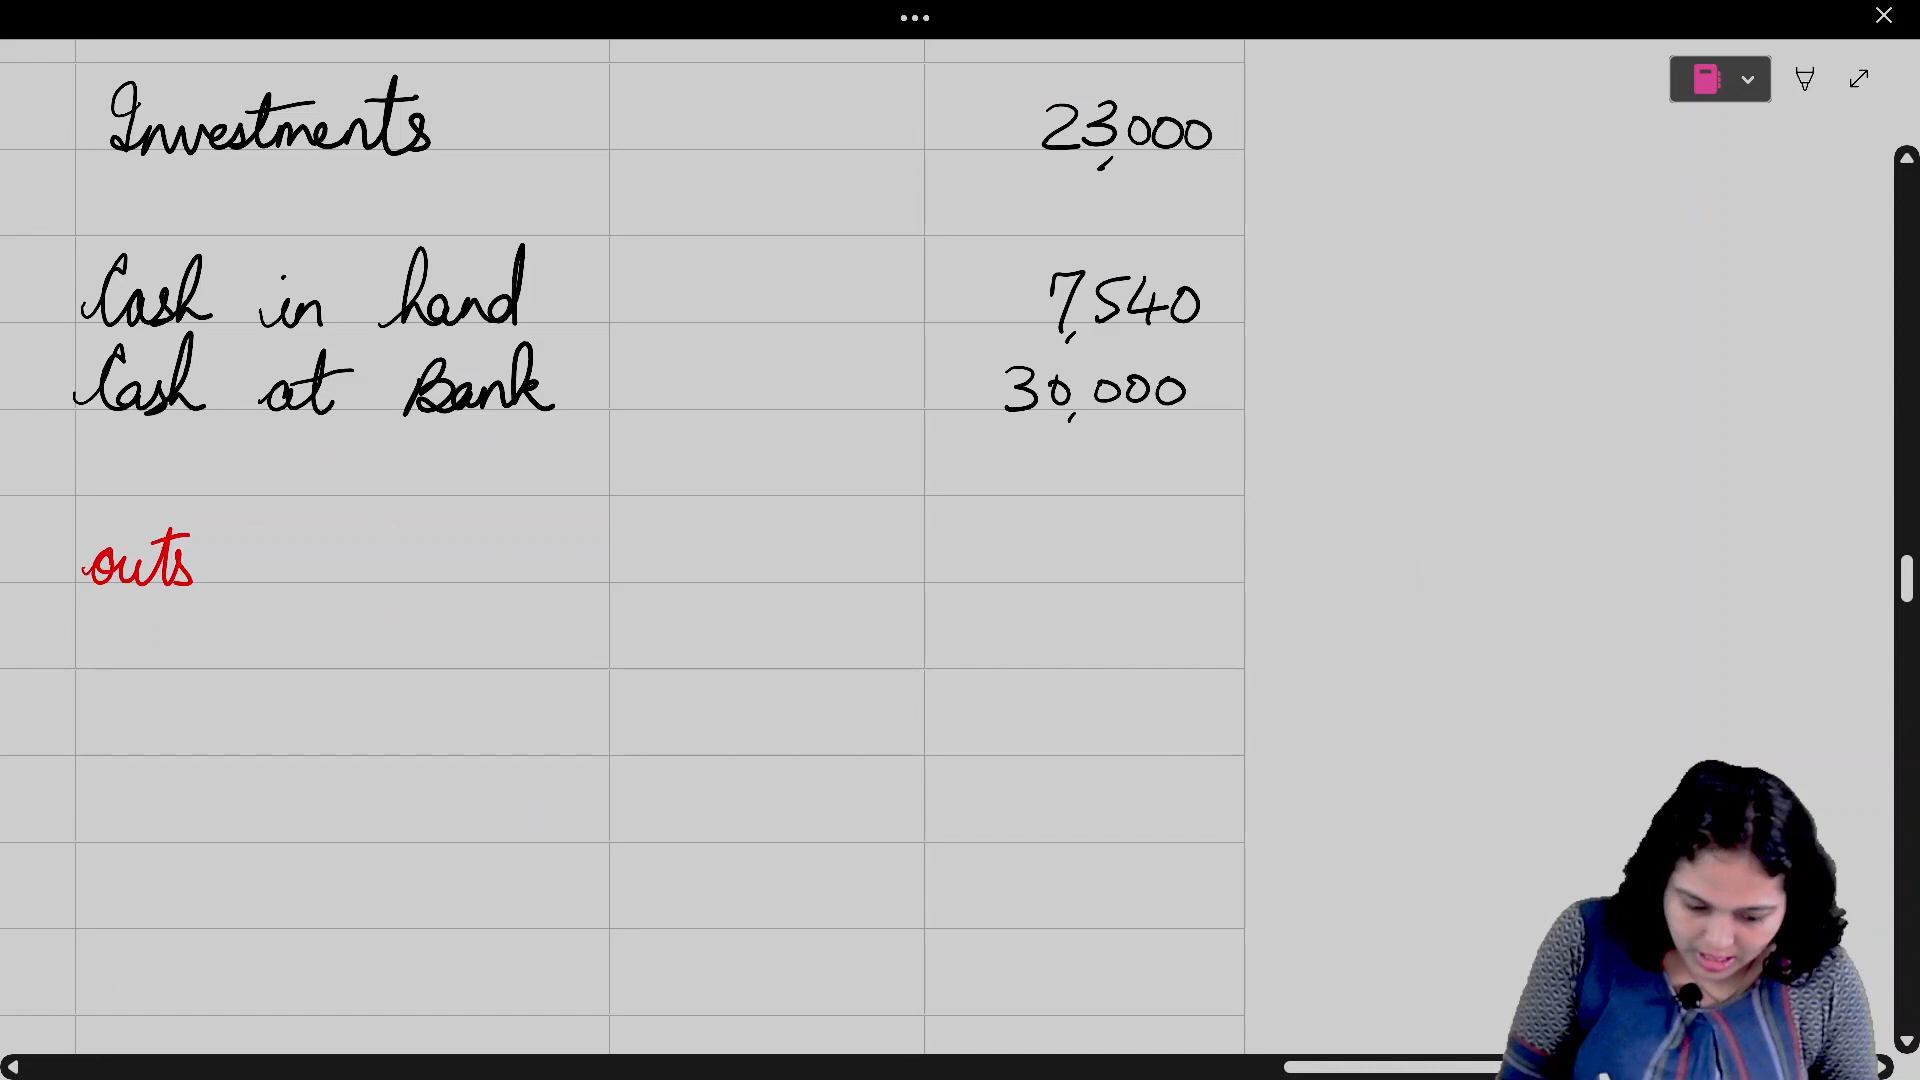 Investments 23,000
Cash in hand 7,540
Cash at Bank 30,000
outs